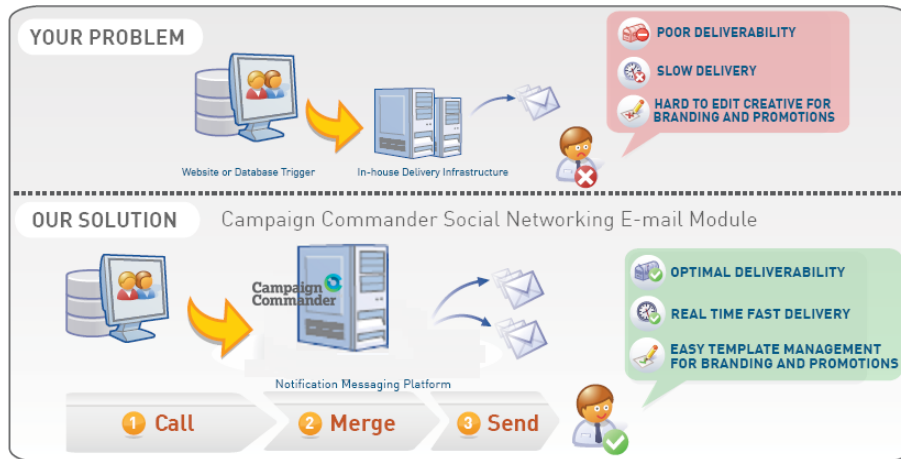 YOUR PROBLEM
POOR DELIVERABILITY
SLOW DELIVERY
HARD TO EDIT CREATIVE FOR
BRANDING AND PROMOTIONS
Website or Database Trigger
In-house Delivery Infrastructure
OUR SOLUTION
Campaign Commander Social Networking E-mail Module
Campaign
Commander
OPTIMAL DELIVERABILITY
REAL TIME FAST DELIVERY
EASY TEMPLATE MANAGEMENT
FOR BRANDING AND PROMOTIONS
Notification Messaging Platform
1 Call
2 Merge
3 Send